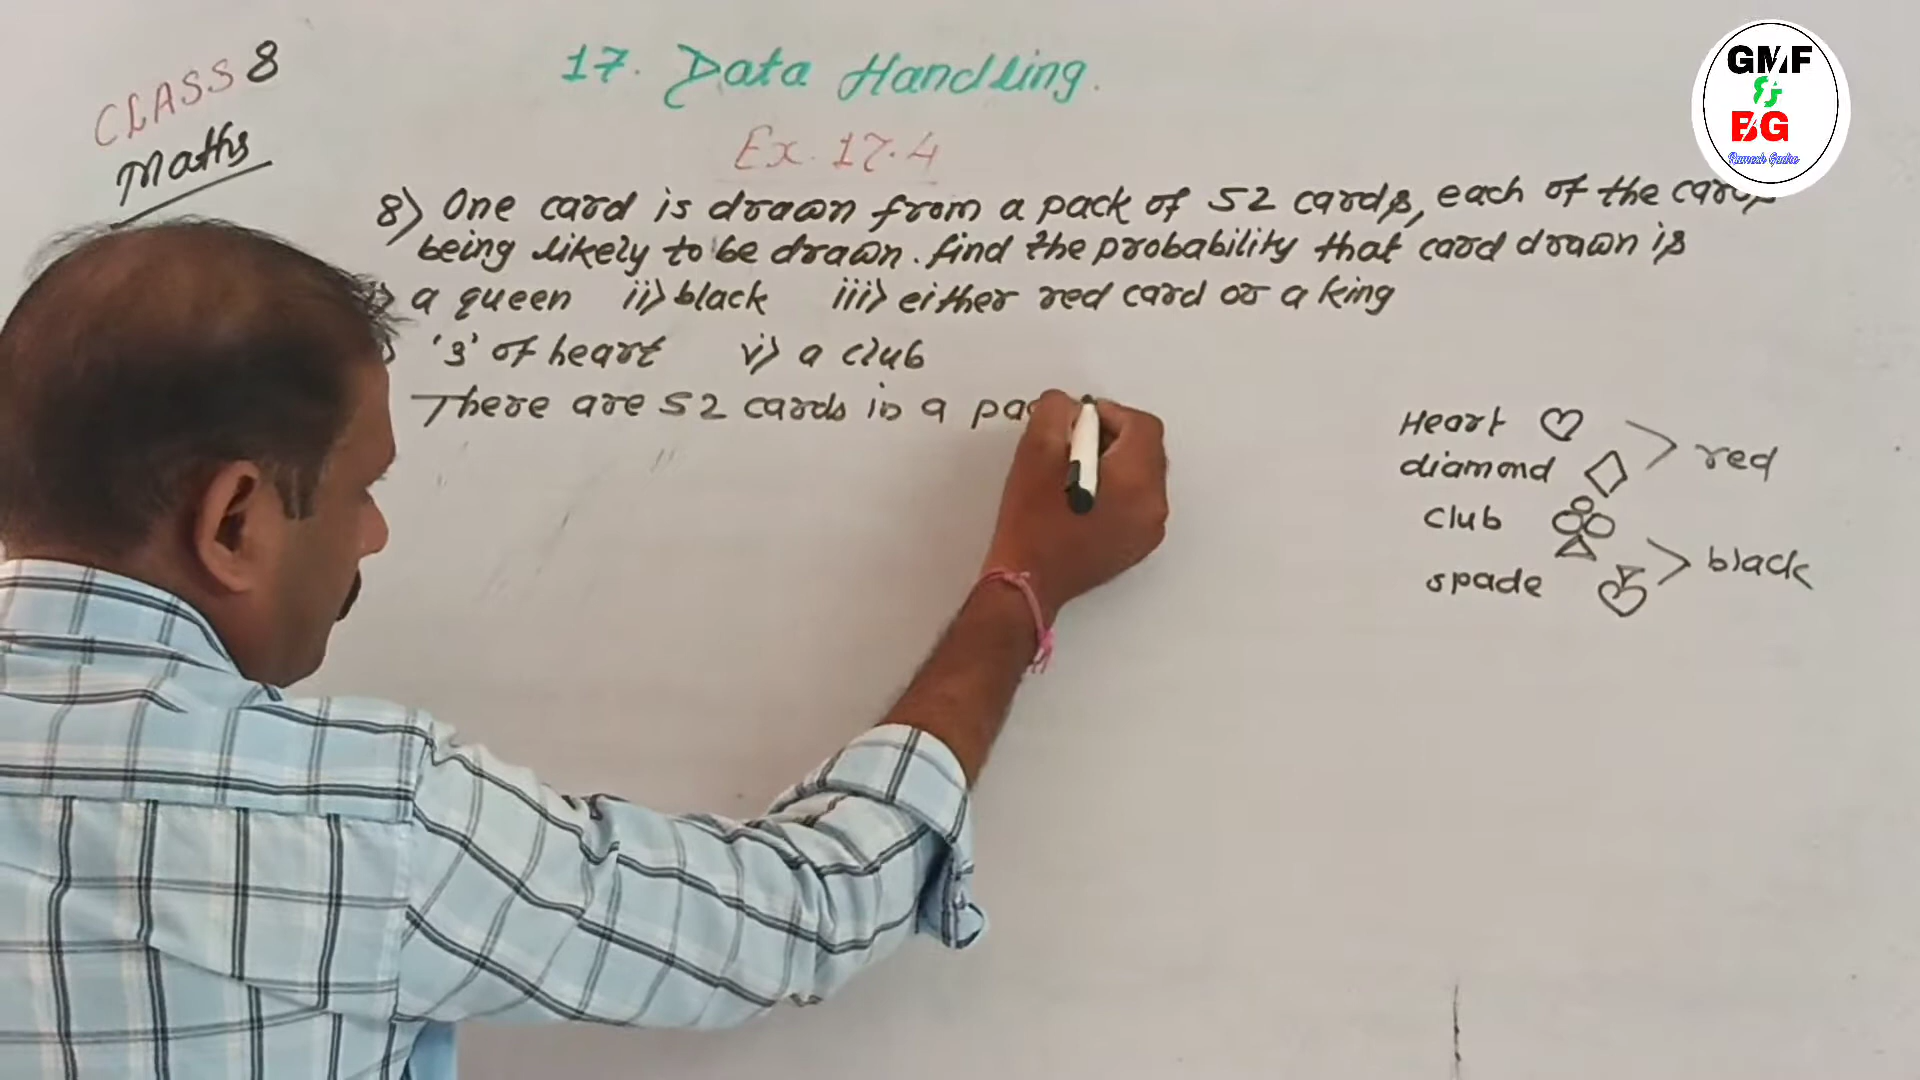 CLASS 8
Maths
17. Data Handling.
Ex. 17.4
GMF
&
BG
8) One card is drawn from a pack of 52 cards, each of the cards
being likely to be drawn. find the probability that card drawn is
a queen ii) black iii) either red card or a king
'3' of heart v) a club
There are 52 cards in a
Heart
diamond
red
club
spade
black